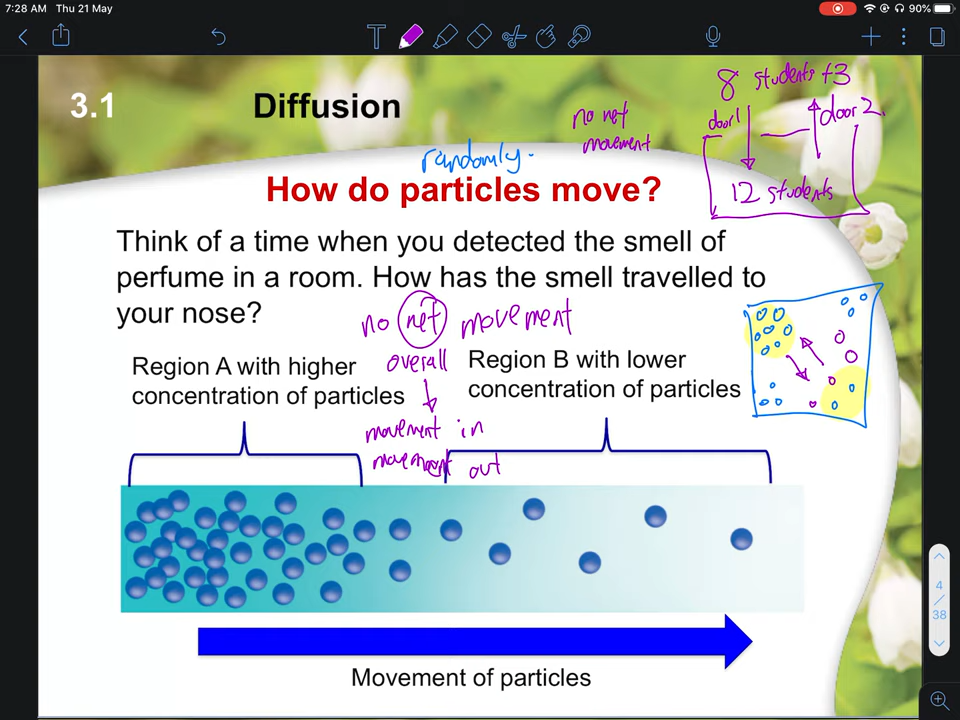 7:28 AM Thu 21 May
90%
3.1
Diffusion
8 students +3
door 1
door 2
12 students
no net
movement
randomly.
How do particles move?
Think of a time when you detected the smell of
perfume in a room. How has the smell travelled to
your nose?
no net movement
overall
movement in
movement out
Region A with higher
concentration of particles
Region B with lower
concentration of particles
Movement of particles
4
/
38